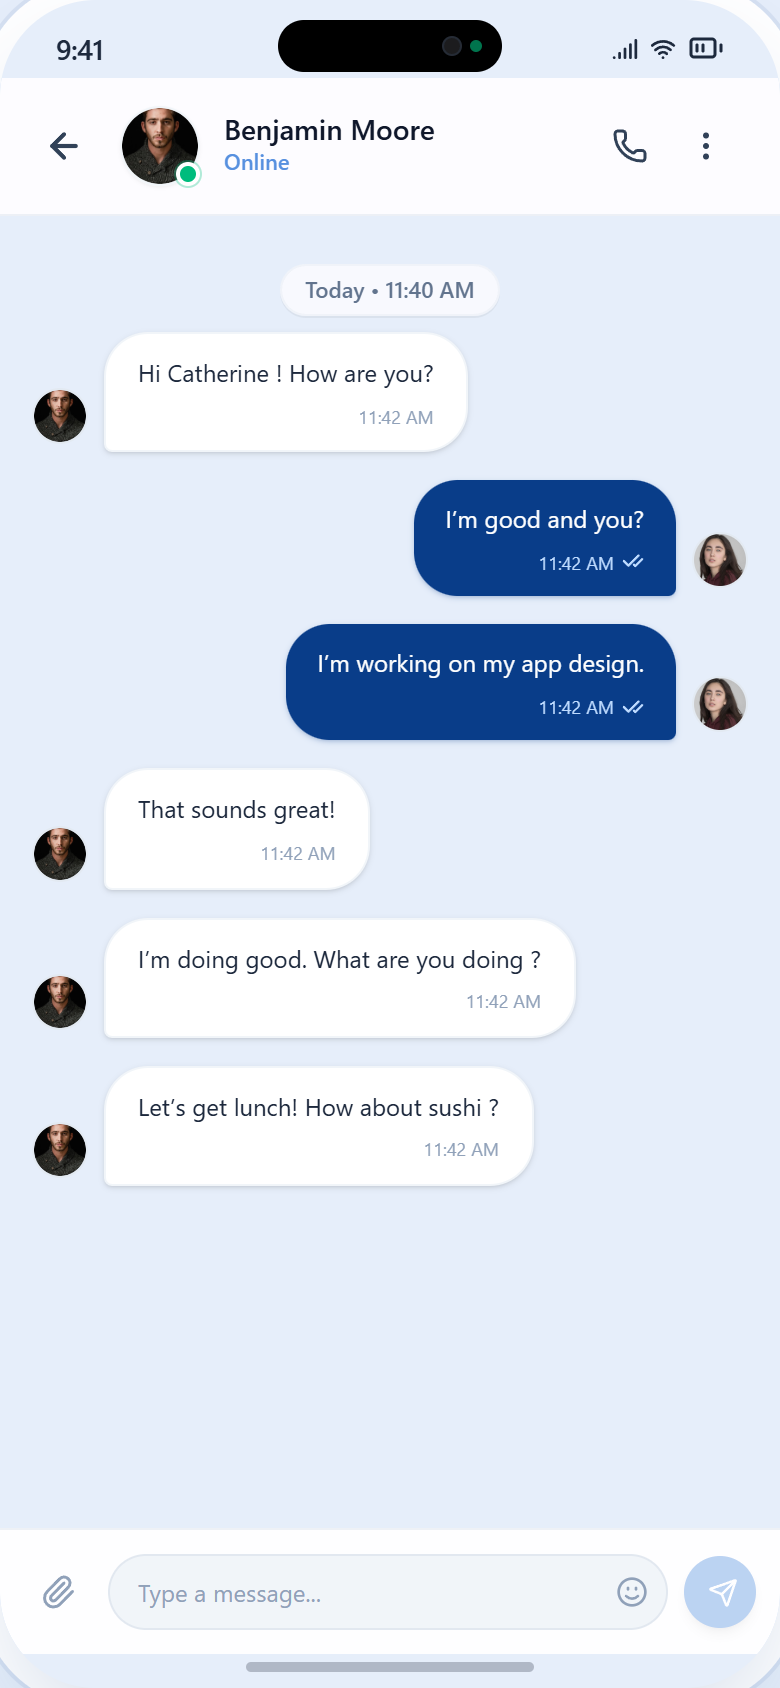 9:41
Benjamin Moore
Online
Today • 11:40 AM
Hi Catherine ! How are you?
11:42 AM
I’m good and you?
11:42 AM
I’m working on my app design.
11:42 AM
That sounds great!
11:42 AM
I’m doing good. What are you doing ?
11:42 AM
Let’s get lunch! How about sushi ?
11:42 AM
Type a message...